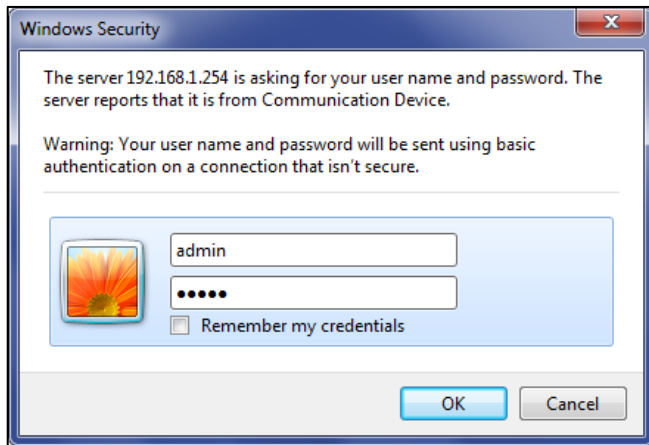 Windows Security
The server 192.168.1.254 is asking for your user name and password. The
server reports that it is from Communication Device.
Warning: Your user name and password will be sent using basic
authentication on a connection that isn't secure.
admin
•••••
Remember my credentials
OK
Cancel